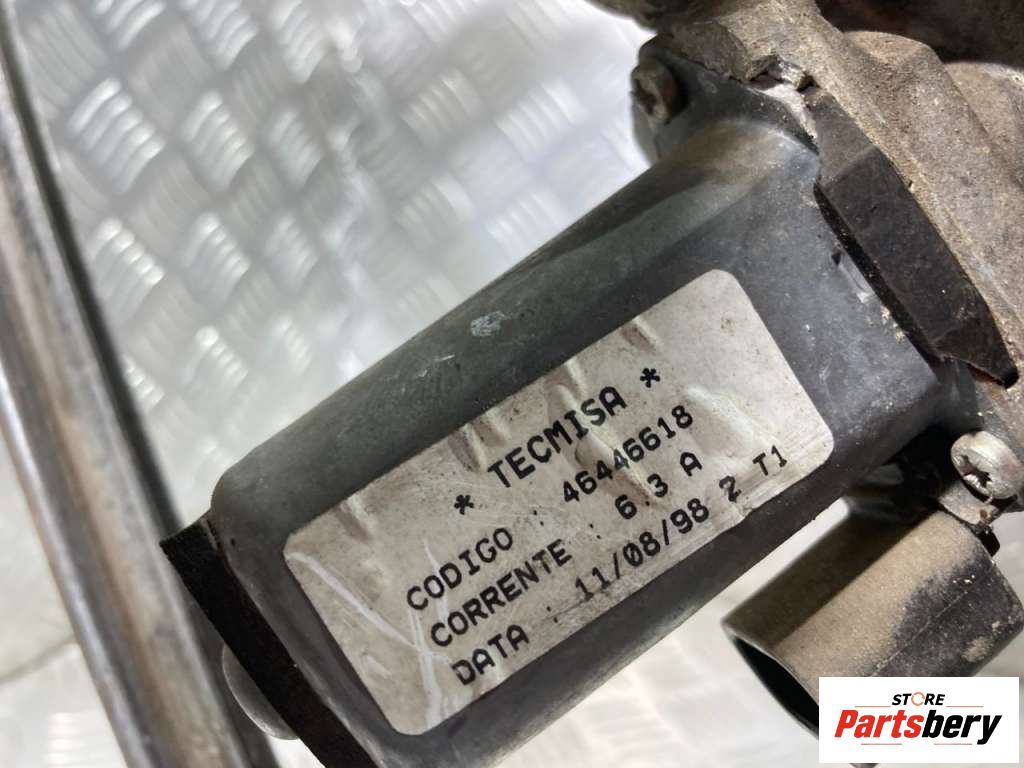 * TECMISA *
CODIGO : 46446618
CORRENTE : 6.3 A
DATA : 11/08/98 2 T1
STORE
Partsbery